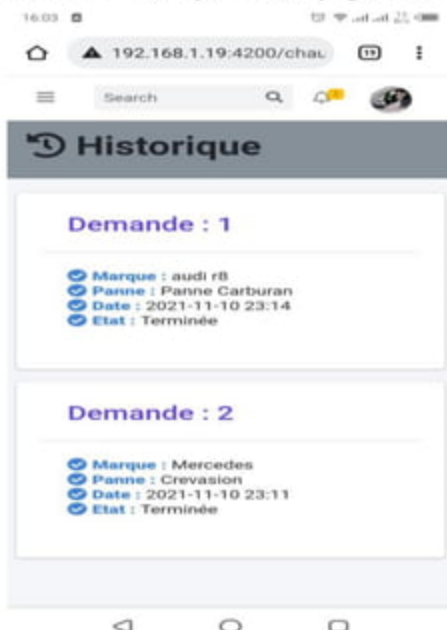 16:03
192.168.1.19:4200/chau
19
Search
Historique
Demande : 1
Marque : audi r8
Panne : Panne Carburan
Date : 2021-11-10 23:14
Etat : Terminée
Demande : 2
Marque : Mercedes
Panne : Crevasion
Date : 2021-11-10 23:11
Etat : Terminée